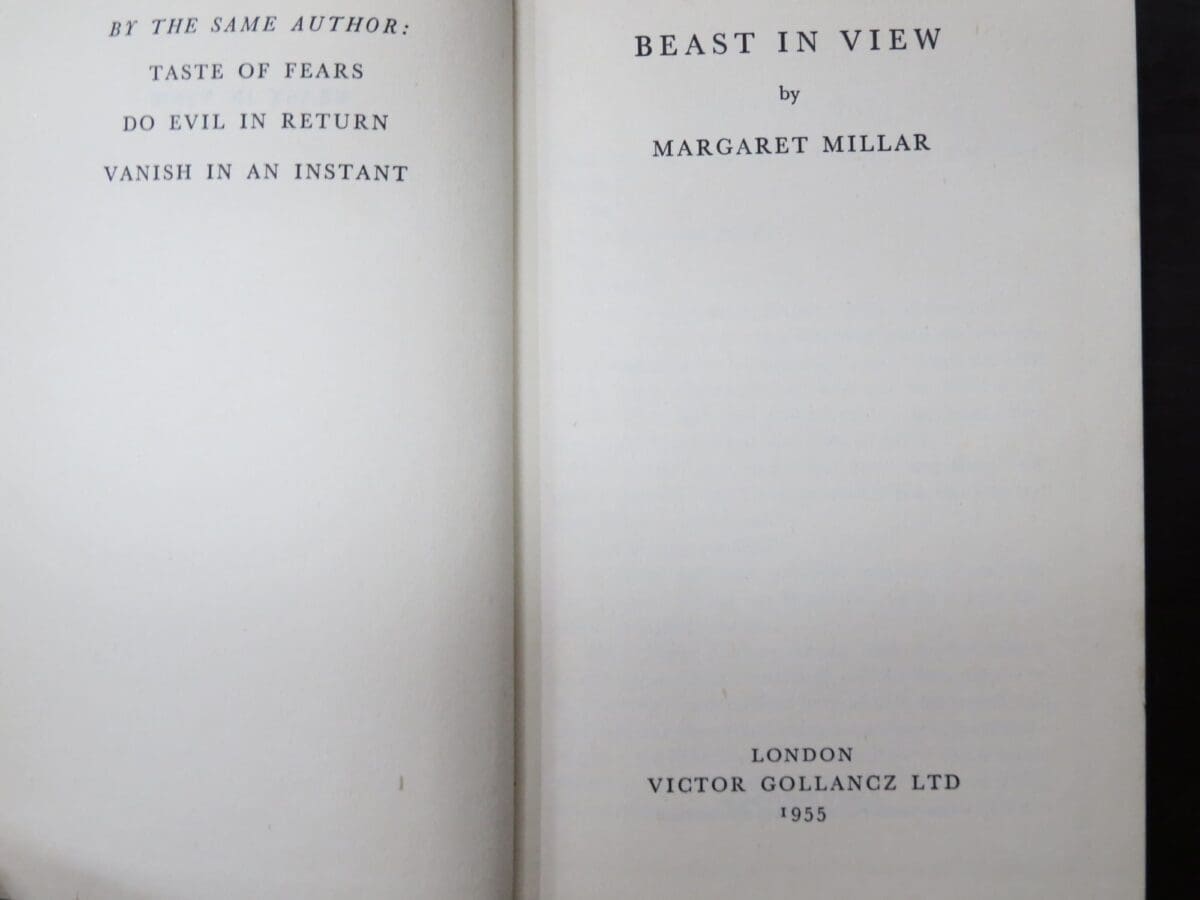 BY THE SAME AUTHOR:
TASTE OF FEARS
DO EVIL IN RETURN
VANISH IN AN INSTANT
BEAST IN VIEW
by
MARGARET MILLAR
LONDON
VICTOR GOLLANCZ LTD
1955